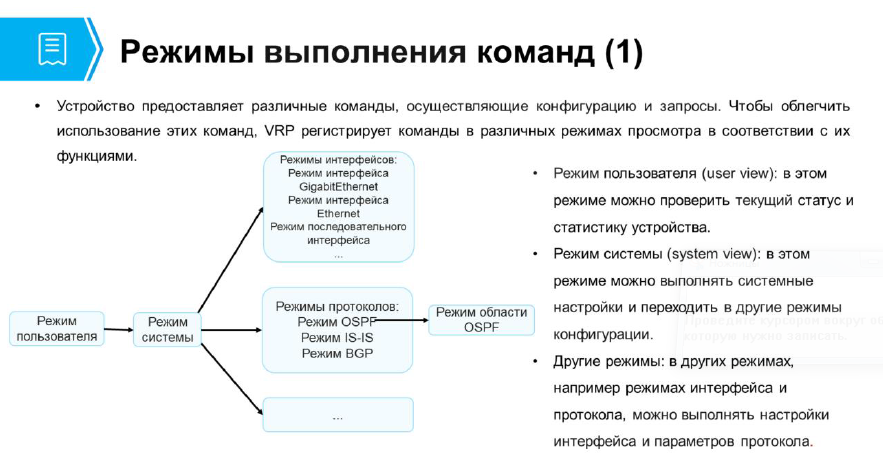 Режимы выполнения команд (1)
• Устройство предоставляет различные команды, осуществляющие конфигурацию и запросы. Чтобы облегчить
использование этих команд, VRP регистрирует команды в различных режимах просмотра в соответствии с их
функциями.
Режимы интерфейсов:
Режим интерфейса
GigabitEthernet
Режим интерфейса
Ethernet
Режим последовательного
интерфейса
...
Режим
пользователя
Режим
системы
Режимы протоколов:
Режим OSPF
Режим IS-IS
Режим BGP
Режим области
OSPF
...
• Режим пользователя (user view): в этом
режиме можно проверить текущий статус и
статистику устройства.
• Режим системы (system view): в этом
режиме можно выполнять системные
настройки и переходить в другие режимы
конфигурации.
• Другие режимы: в других режимах,
например режимах интерфейса и
протокола, можно выполнять настройки
интерфейса и параметров протокола.
которую нужно записать.